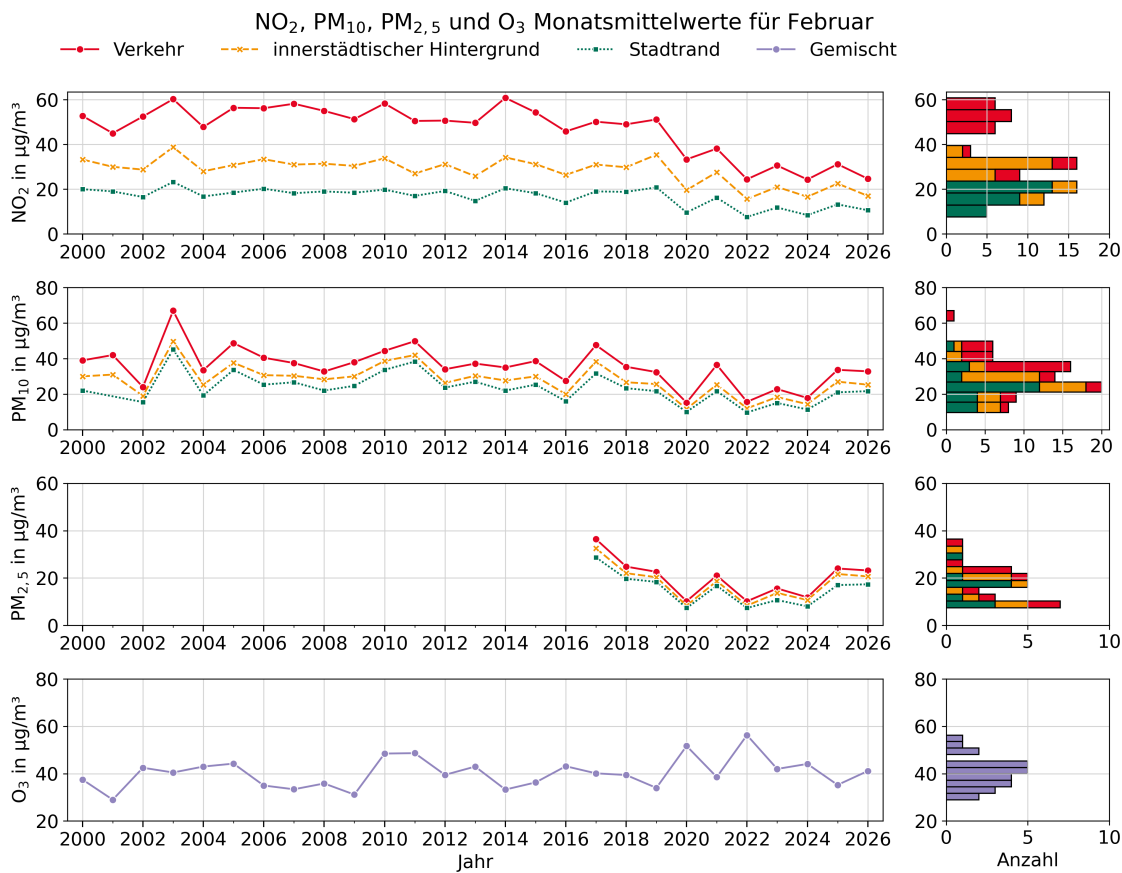 NO₂, PM₁₀, PM₂,₅ und O₃ Monatsmittelwerte für Februar
Verkehr innerstädtischer Hintergrund Stadtrand Gemischt
NO₂ in µg/m³
60
40
20
0
2000 2002 2004 2006 2008 2010 2012 2014 2016 2018 2020 2022 2024 2026
60
40
20
0
0 5 10 15 20
PM₁₀ in µg/m³
80
60
40
20
0
2000 2002 2004 2006 2008 2010 2012 2014 2016 2018 2020 2022 2024 2026
80
60
40
20
0
0 5 10 15 20
PM₂,₅ in µg/m³
60
40
20
0
2000 2002 2004 2006 2008 2010 2012 2014 2016 2018 2020 2022 2024 2026
60
40
20
0
0 5 10
O₃ in µg/m³
80
60
40
20
2000 2002 2004 2006 2008 2010 2012 2014 2016 2018 2020 2022 2024 2026
Jahr
80
60
40
20
0 5 10
Anzahl